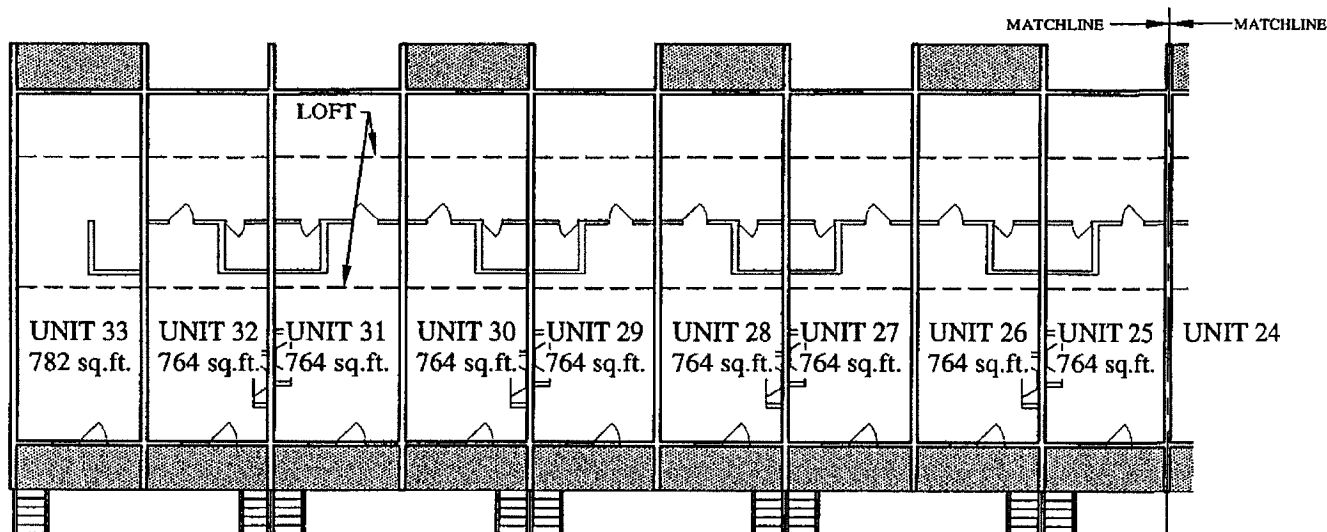 MATCHLINE MATCHLINE
LOFT
UNIT 33
782 sq.ft.
UNIT 32
764 sq.ft.
UNIT 31
764 sq.ft.
UNIT 30
764 sq.ft.
UNIT 29
764 sq.ft.
UNIT 28
764 sq.ft.
UNIT 27
764 sq.ft.
UNIT 26
764 sq.ft.
UNIT 25
764 sq.ft.
UNIT 24